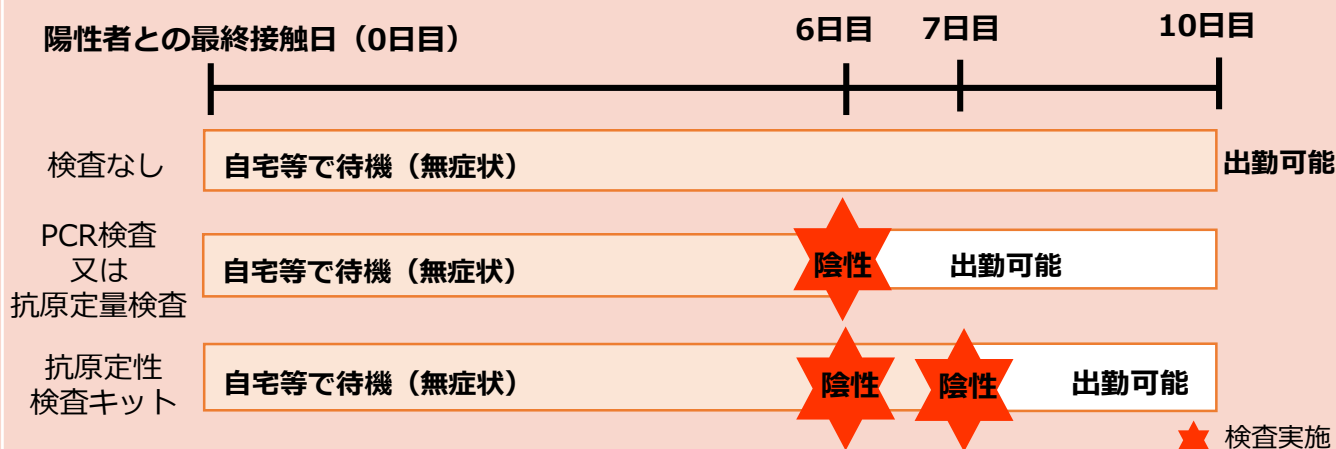 陽性者との最終接触日（0日目）
6日目
7日目
10日目
検査なし
自宅等で待機（無症状）
出勤可能
PCR検査
又は
抗原定量検査
自宅等で待機（無症状）
陰性
出勤可能
抗原定性
検査キット
自宅等で待機（無症状）
陰性
陰性
出勤可能
検査実施